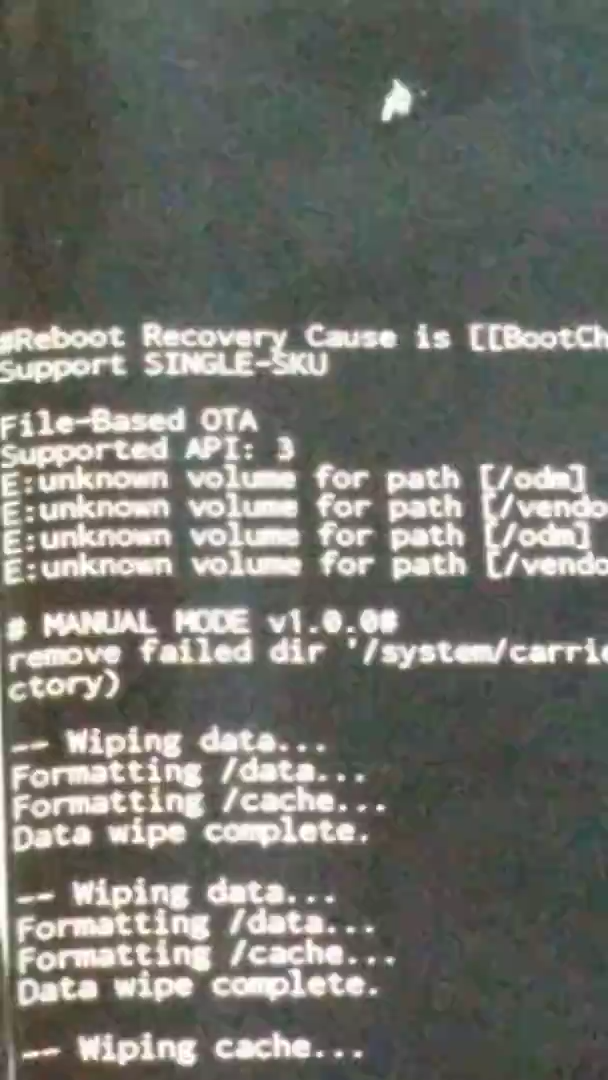 #Reboot Recovery Cause is [[BootCh
Support SINGLE-SKU
File-Based OTA
Supported API: 3
E:unknown volume for path [/odm]
E:unknown volume for path [/vendo
E:unknown volume for path [/odm]
E:unknown volume for path [/vendo
# MANUAL MODE v1.0.0#
remove failed dir '/system/carrie
ctory)
-- Wiping data...
Formatting /data...
Formatting /cache...
Data wipe complete.
-- Wiping data...
Formatting /data...
Formatting /cache...
Data wipe complete.
-- Wiping cache...